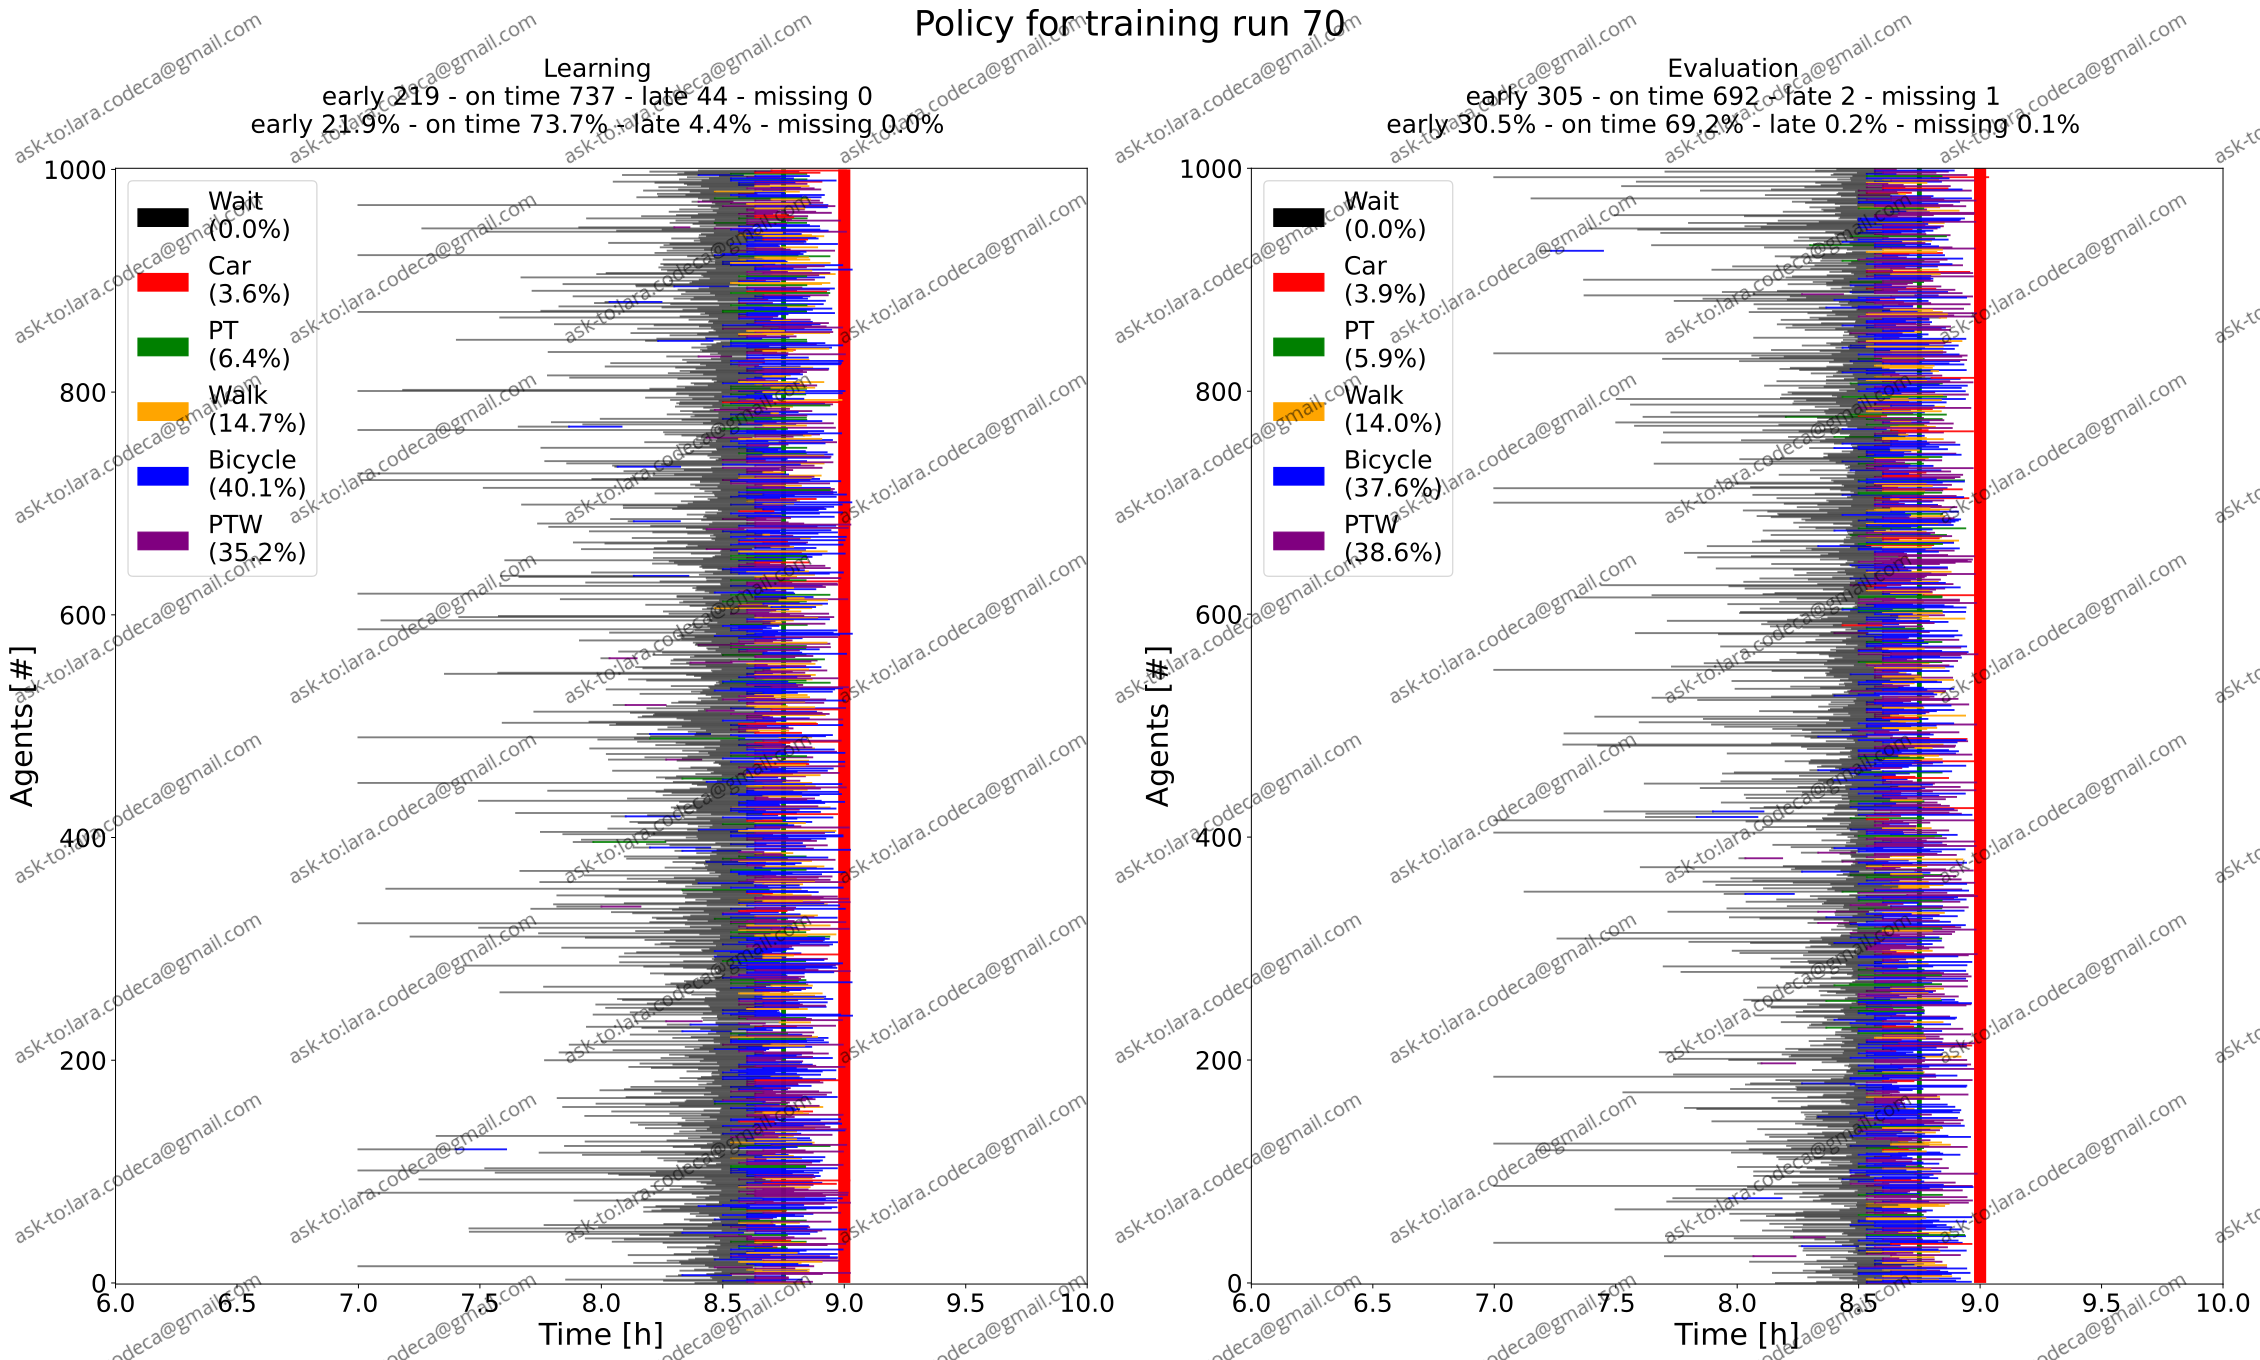 Policy for training run 70
Learning
early 219 - on time 737 - late 44 - missing 0
early 21.9% - on time 73.7% - late 4.4% - missing 0.0%
1000
800
600
400
200
0
Agents [#]
Wait
(0.0%)
Car
(3.6%)
PT
(6.4%)
Walk
(14.7%)
Bicycle
(40.1%)
PTW
(35.2%)
6.0 6.5 7.0 7.5 8.0 8.5 9.0 9.5 10.0
Time [h]
Evaluation
early 305 - on time 692 - late 2 - missing 1
early 30.5% - on time 69.2% - late 0.2% - missing 0.1%
1000
800
600
400
200
0
Agents [#]
Wait
(0.0%)
Car
(3.9%)
PT
(5.9%)
Walk
(14.0%)
Bicycle
(37.6%)
PTW
(38.6%)
6.0 6.5 7.0 7.5 8.0 8.5 9.0 9.5 10.0
Time [h]
ask-to:lara.codeca@gmail.com